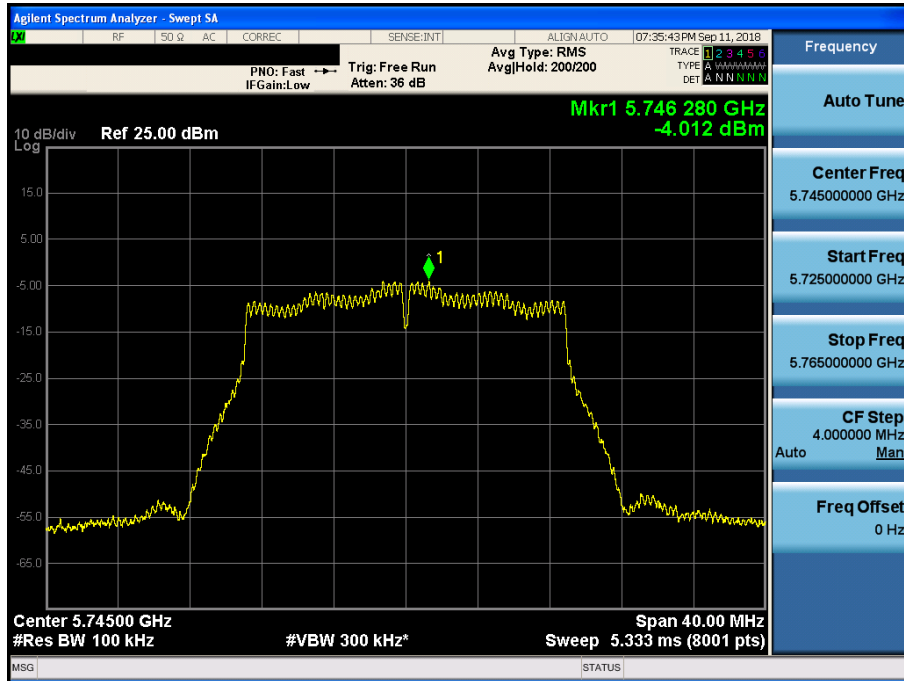 Agilent Spectrum Analyzer - Swept SA
LXI RF 50 Ω AC CORREC SENSE:INT ALIGN AUTO 07:35:43 PM Sep 11, 2018
Frequency
PNO: Fast
IFGain:Low
Trig: Free Run
Atten: 36 dB
Avg Type: RMS
Avg|Hold: 200/200
TRACE 1 2 3 4 5 6
TYPE A WWWWW
DET A N N N N N
Mkr1 5.746 280 GHz
-4.012 dBm
10 dB/div Ref 25.00 dBm
Log
15.0
5.00
-5.00
-15.0
-25.0
-35.0
-45.0
-55.0
-65.0
1
Center 5.74500 GHz Span 40.00 MHz
#Res BW 100 kHz #VBW 300 kHz* Sweep 5.333 ms (8001 pts)
Auto Tune
Center Freq
5.745000000 GHz
Start Freq
5.725000000 GHz
Stop Freq
5.765000000 GHz
CF Step
4.000000 MHz
Auto Man
Freq Offset
0 Hz
MSG STATUS